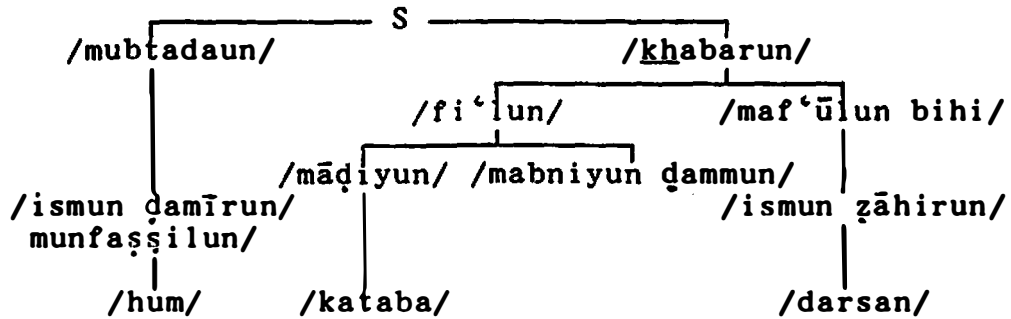 S
/mubtadaun/ /khabarun/
/fi‘lun/ /maf‘ūlun bihi/
/māḍiyun/ /mabniyun ḍammun/
/ismun ḍamīrun/ /ismun ẓāhirun/
munfaṣṣilun/
/hum/ /kataba/ /darsan/